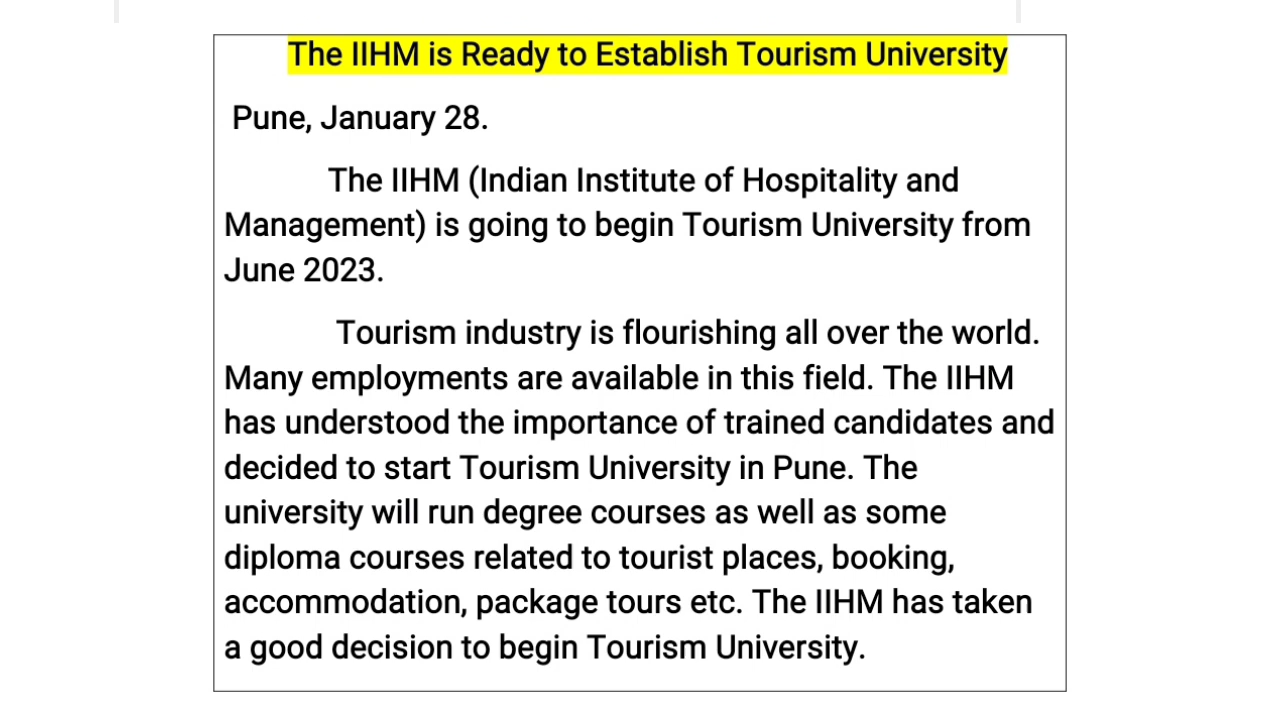 The IIHM is Ready to Establish Tourism University
Pune, January 28.
The IIHM (Indian Institute of Hospitality and
Management) is going to begin Tourism University from
June 2023.
Tourism industry is flourishing all over the world.
Many employments are available in this field. The IIHM
has understood the importance of trained candidates and
decided to start Tourism University in Pune. The
university will run degree courses as well as some
diploma courses related to tourist places, booking,
accommodation, package tours etc. The IIHM has taken
a good decision to begin Tourism University.